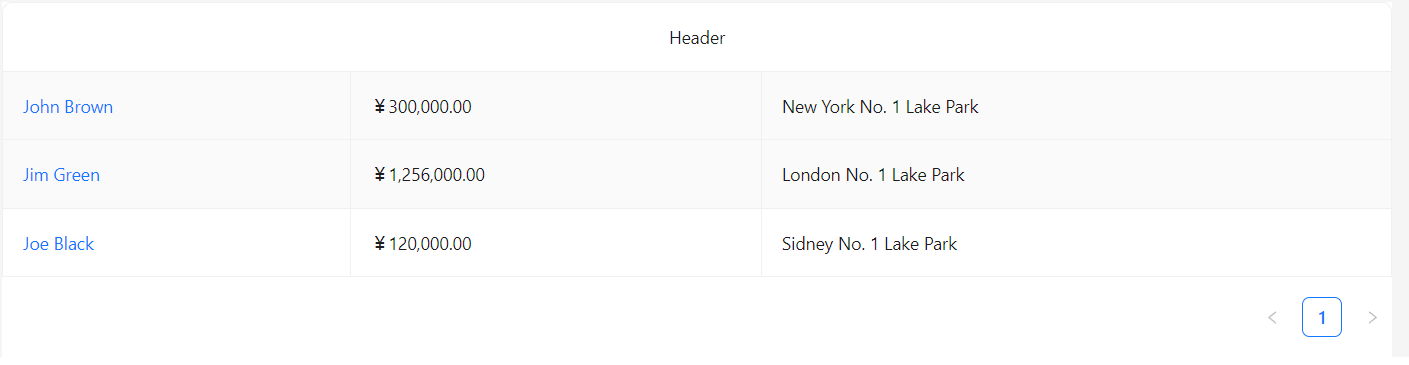 Header
John Brown ￥300,000.00 New York No. 1 Lake Park
Jim Green ￥1,256,000.00 London No. 1 Lake Park
Joe Black ￥120,000.00 Sidney No. 1 Lake Park
1